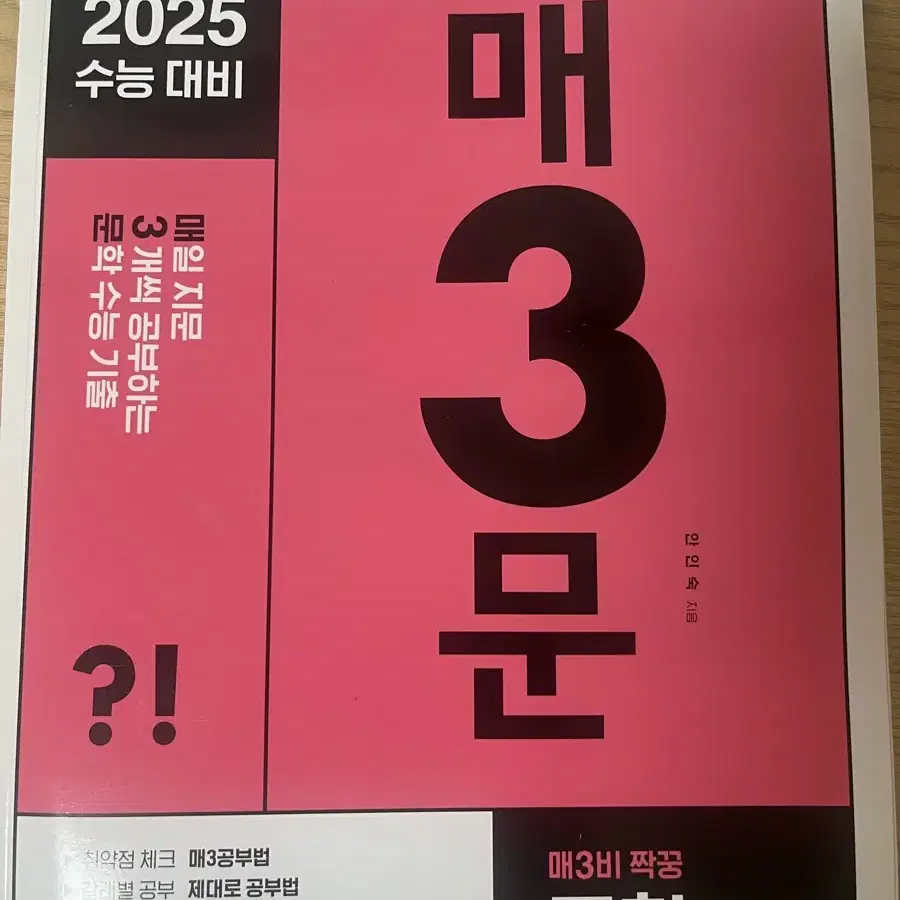 2025
수능 대비
매
3
문
매일 지문
3개씩 공부하는
문학 수능 기출
안인숙 지음
?!
취약점 체크 매3공부법
갈래별 공부 제대로 공부법
매3비 짝꿍